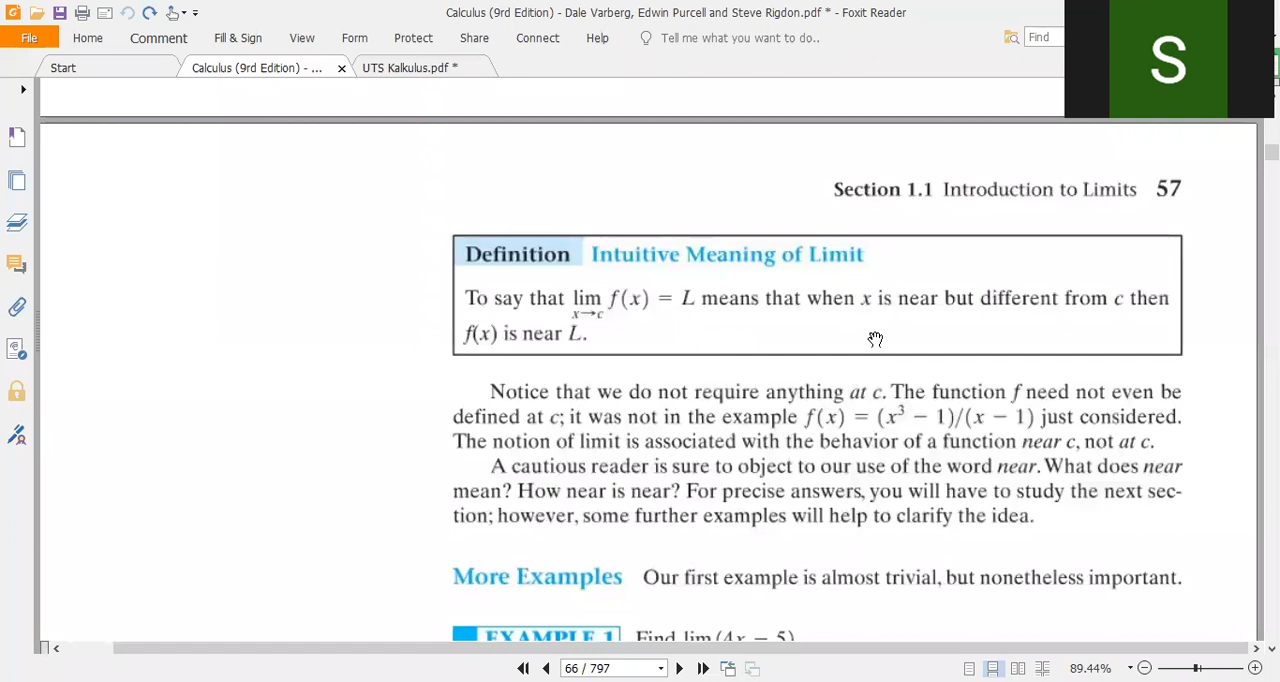 Calculus (9rd Edition) - Dale Varberg, Edwin Purcell and Steve Rigdon.pdf * - Foxit Reader
File Home Comment Fill & Sign View Form Protect Share Connect Help Tell me what you want to do.. Find
S
Start Calculus (9rd Edition) - ... x UTS Kalkulus.pdf *
Section 1.1 Introduction to Limits 57
Definition Intuitive Meaning of Limit
To say that lim f(x) = L means that when x is near but different from c then
x→c
f(x) is near L.
Notice that we do not require anything at c. The function f need not even be
defined at c; it was not in the example f(x) = (x³ − 1)/(x − 1) just considered.
The notion of limit is associated with the behavior of a function near c, not at c.
A cautious reader is sure to object to our use of the word near. What does near
mean? How near is near? For precise answers, you will have to study the next sec-
tion; however, some further examples will help to clarify the idea.
More Examples Our first example is almost trivial, but nonetheless important.
EXAMPLE 1 Find lim (4x − 5)
66 / 797 89.44%